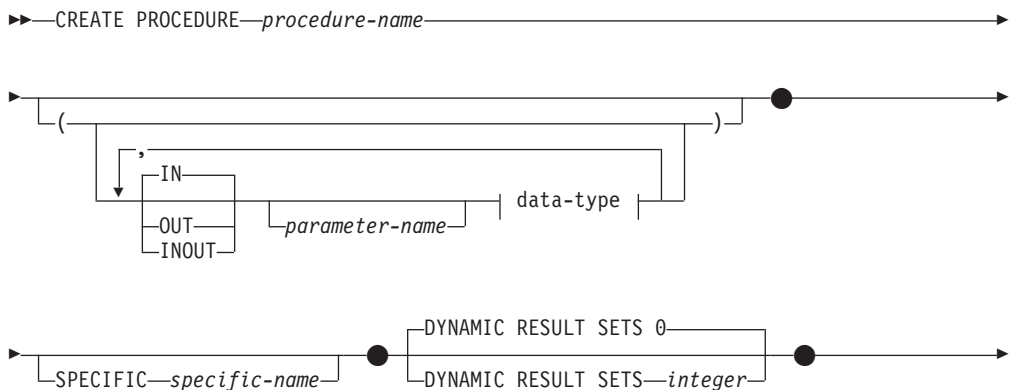 CREATE PROCEDURE procedure-name
( )
,
IN
OUT parameter-name data-type
INOUT
DYNAMIC RESULT SETS 0
SPECIFIC specific-name DYNAMIC RESULT SETS integer